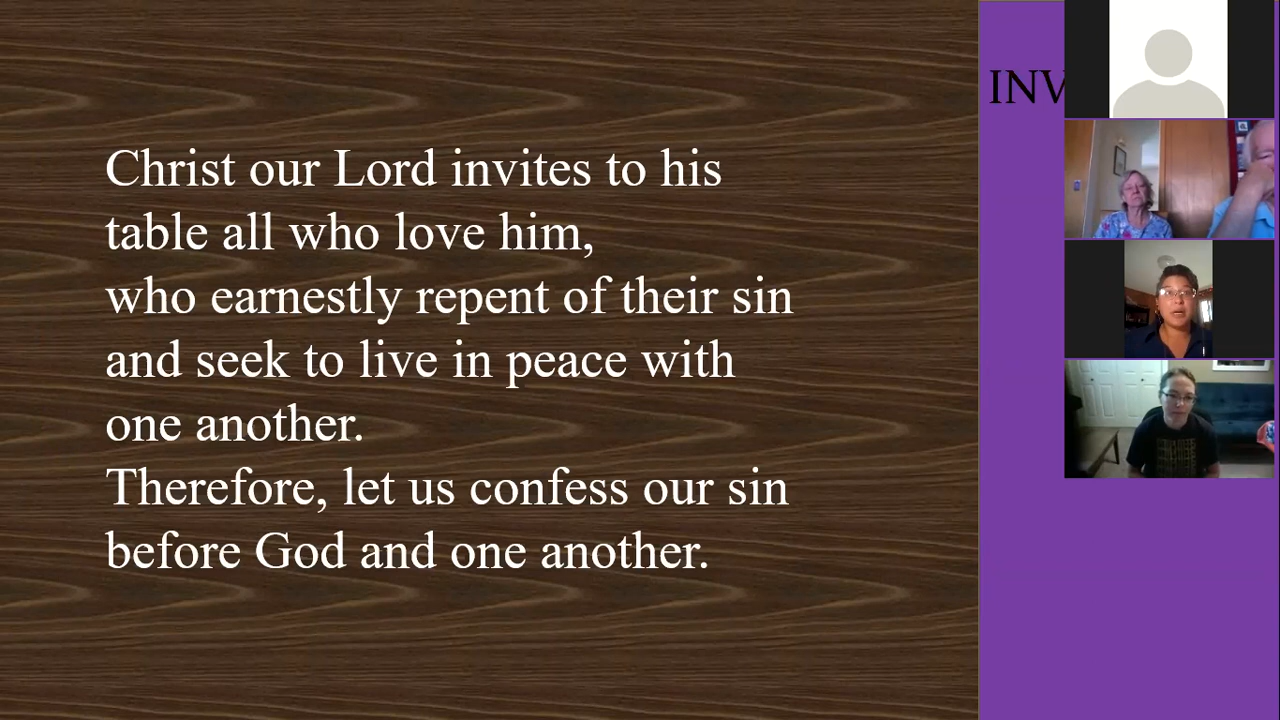 Christ our Lord invites to his
table all who love him,
who earnestly repent of their sin
and seek to live in peace with
one another.
Therefore, let us confess our sin
before God and one another.
INV